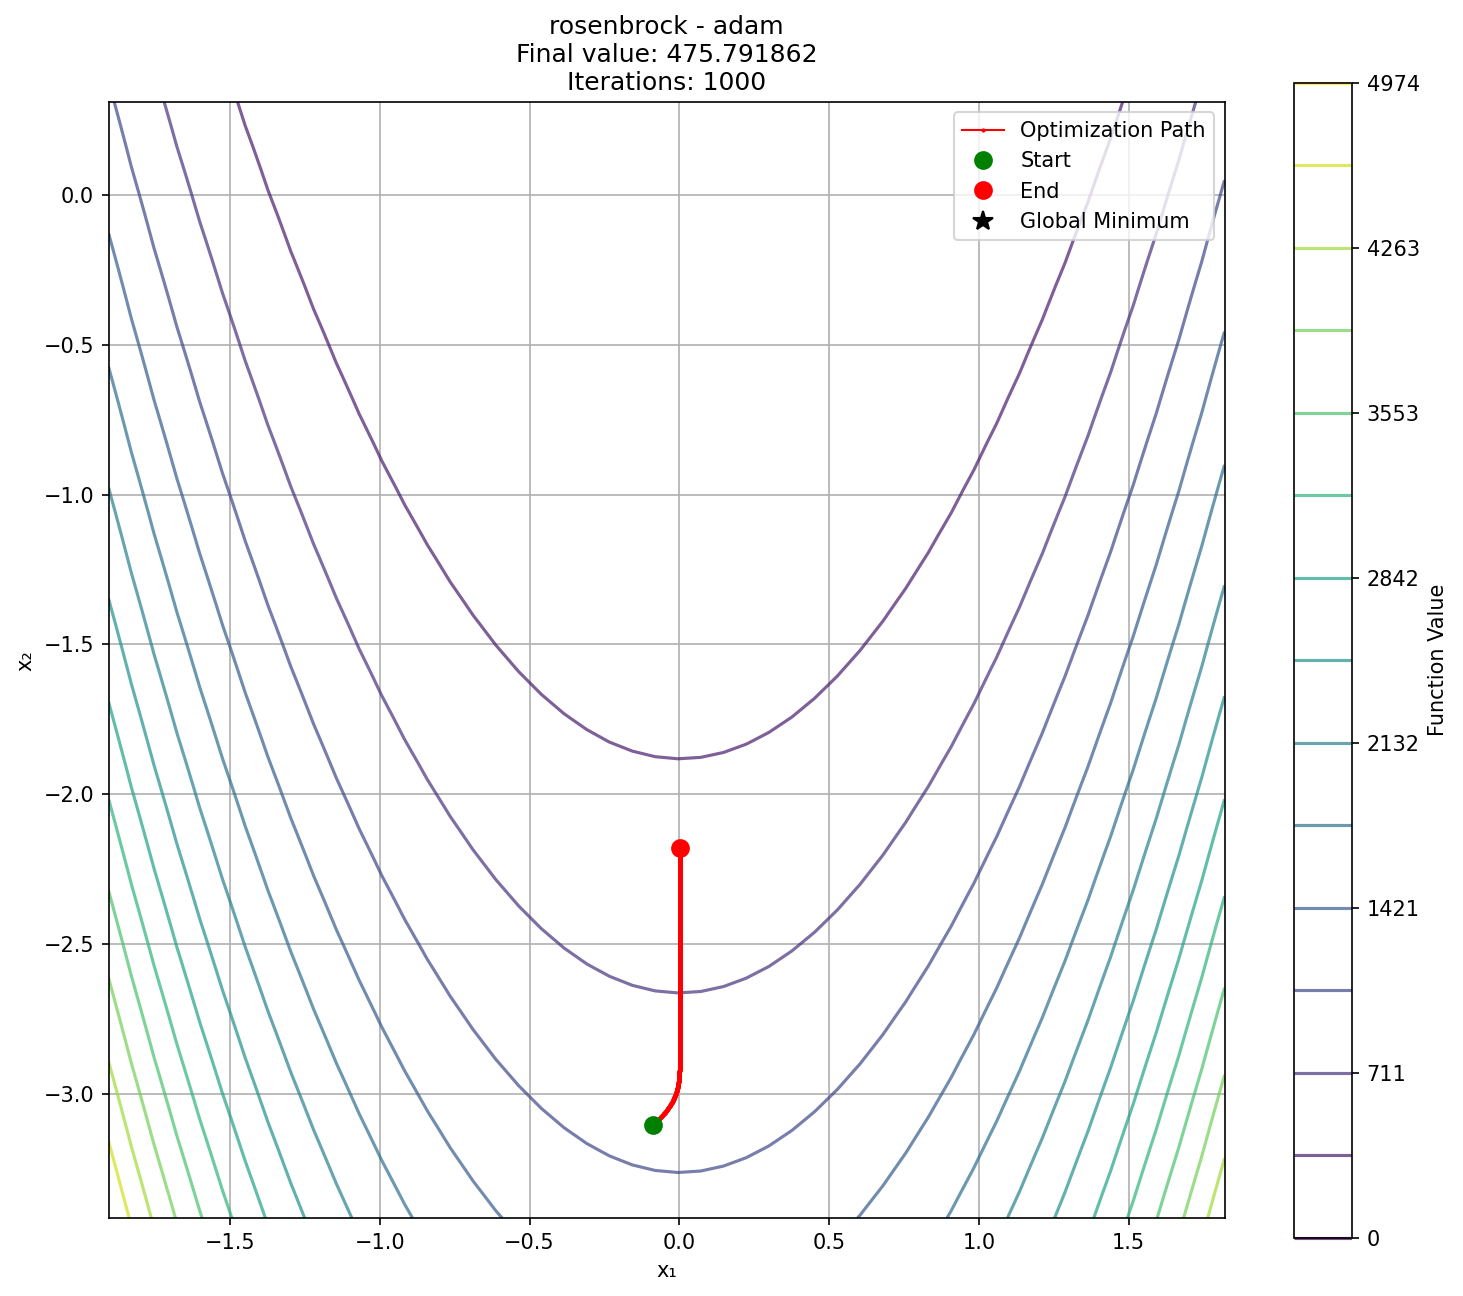 rosenbrock - adam
Final value: 475.791862
Iterations: 1000
Optimization Path
Start
End
Global Minimum
0.0
−0.5
−1.0
−1.5
−2.0
−2.5
−3.0
x₂
−1.5
−1.0
−0.5
0.0
0.5
1.0
1.5
x₁
4974
4263
3553
2842
2132
1421
711
0
Function Value